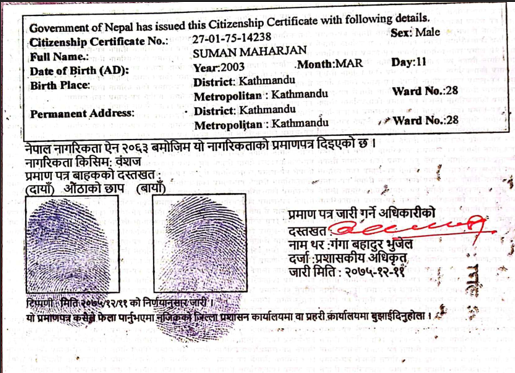 Government of Nepal has issued this Citizenship Certificate with following details.
Citizenship Certificate No.: 27-01-75-14238 Sex: Male
Full Name.: SUMAN MAHARJAN
Date of Birth (AD): Year:2003 .Month:MAR Day:11
Birth Place: District: Kathmandu
Metropolitan : Kathmandu Ward No.:28
Permanent Address: District: Kathmandu
Metropolitan : Kathmandu Ward No.:28
नेपाल नागरिकता ऐन २०६३ बमोजिम यो नागरिकताको प्रमाणपत्र दिइएको छ ।
नागरिकता किसिम: वंशज
प्रमाण पत्र बाहकको दस्तखत:
(दायाँ) औंठाको छाप (बायाँ)
प्रमाण पत्र जारी गर्ने अधिकारीको
दस्तखत:
नाम थर :गंगा बहादुर भुजेल
दर्जा :प्रशासकीय अधिकृत
जारी मिति : २०७५-१२-११
टिप्पणी : मिति २०७५/१२/११ को निर्णयानुसार जारी ।
यो प्रमाणपत्र कसैले फेला पार्नुभएमा नजिकको जिल्ला प्रशासन कार्यालयमा वा प्रहरी कार्यालयमा बुझाईदिनुहोला ।